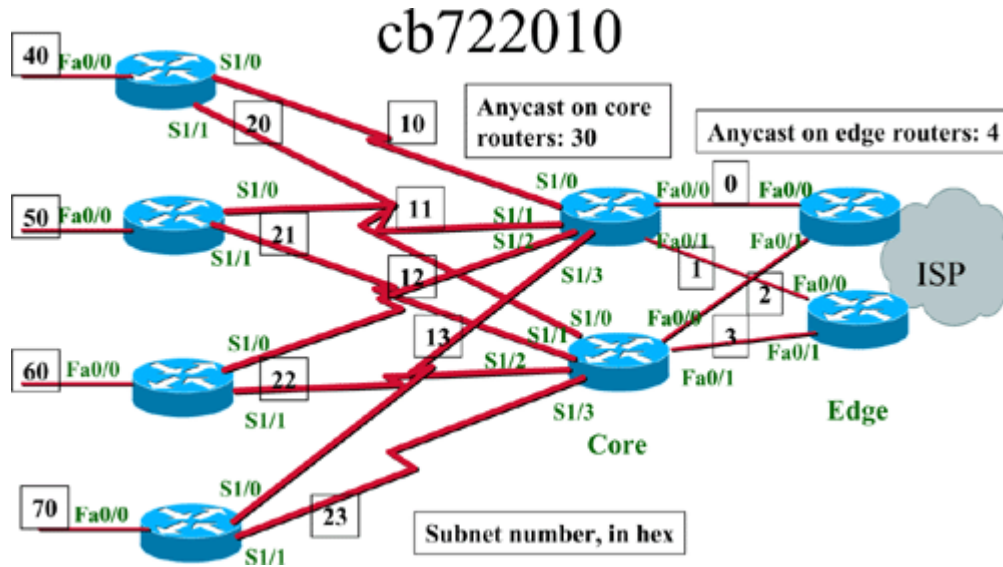 cb722010
40
Fa0/0
S1/0
S1/1
20
10
Anycast on core
routers: 30
Anycast on edge routers: 4
50
Fa0/0
S1/0
S1/1
21
11
S1/0
S1/1
S1/2
S1/3
Fa0/0
Fa0/1
0
Fa0/0
Fa0/1
1
2
Fa0/0
ISP
12
13
60
Fa0/0
S1/0
S1/1
22
S1/0
S1/1
S1/2
S1/3
Fa0/0
Fa0/1
3
Fa0/1
Core
Edge
70
Fa0/0
S1/0
S1/1
23
Subnet number, in hex